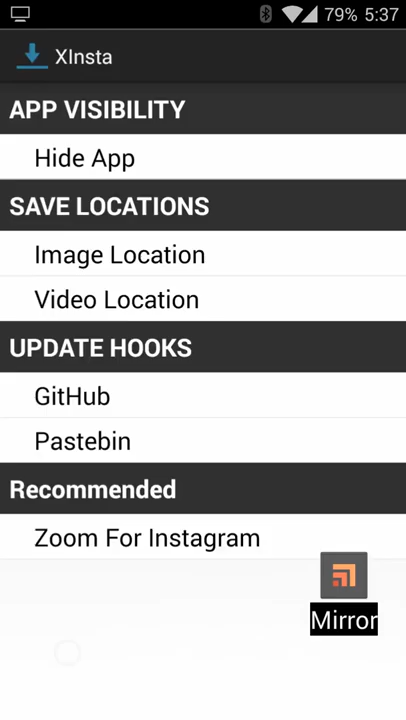 79% 5:37
XInsta
APP VISIBILITY
Hide App
SAVE LOCATIONS
Image Location
Video Location
UPDATE HOOKS
GitHub
Pastebin
Recommended
Zoom For Instagram
Mirror